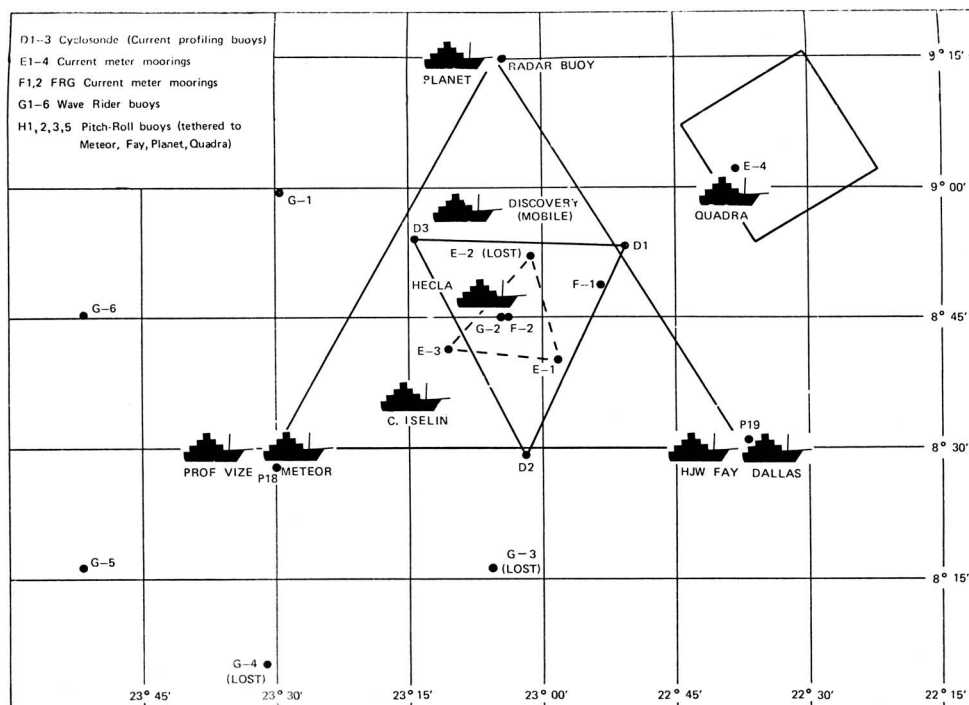 D1-3 Cyclosonde (Current profiling buoys)
E1-4 Current meter moorings
F1,2 FRG Current meter moorings
G1-6 Wave Rider buoys
H1,2,3,5 Pitch-Roll buoys (tethered to
Meteor, Fay, Planet, Quadra)
PLANET
RADAR BUOY
9° 15'
E-4
QUADRA
9° 00'
G-1
DISCOVERY
(MOBILE)
D3
D1
E-2 (LOST)
HECLA
F-1
G-6
G-2
F-2
8° 45'
E-3
E-1
C. ISELIN
P19
PROF VIZE
METEOR
P18
D2
HJW FAY
DALLAS
8° 30'
G-5
G-3
(LOST)
8° 15'
G-4
(LOST)
23° 45'
23° 30'
23° 15'
23° 00'
22° 45'
22° 30'
22° 15'